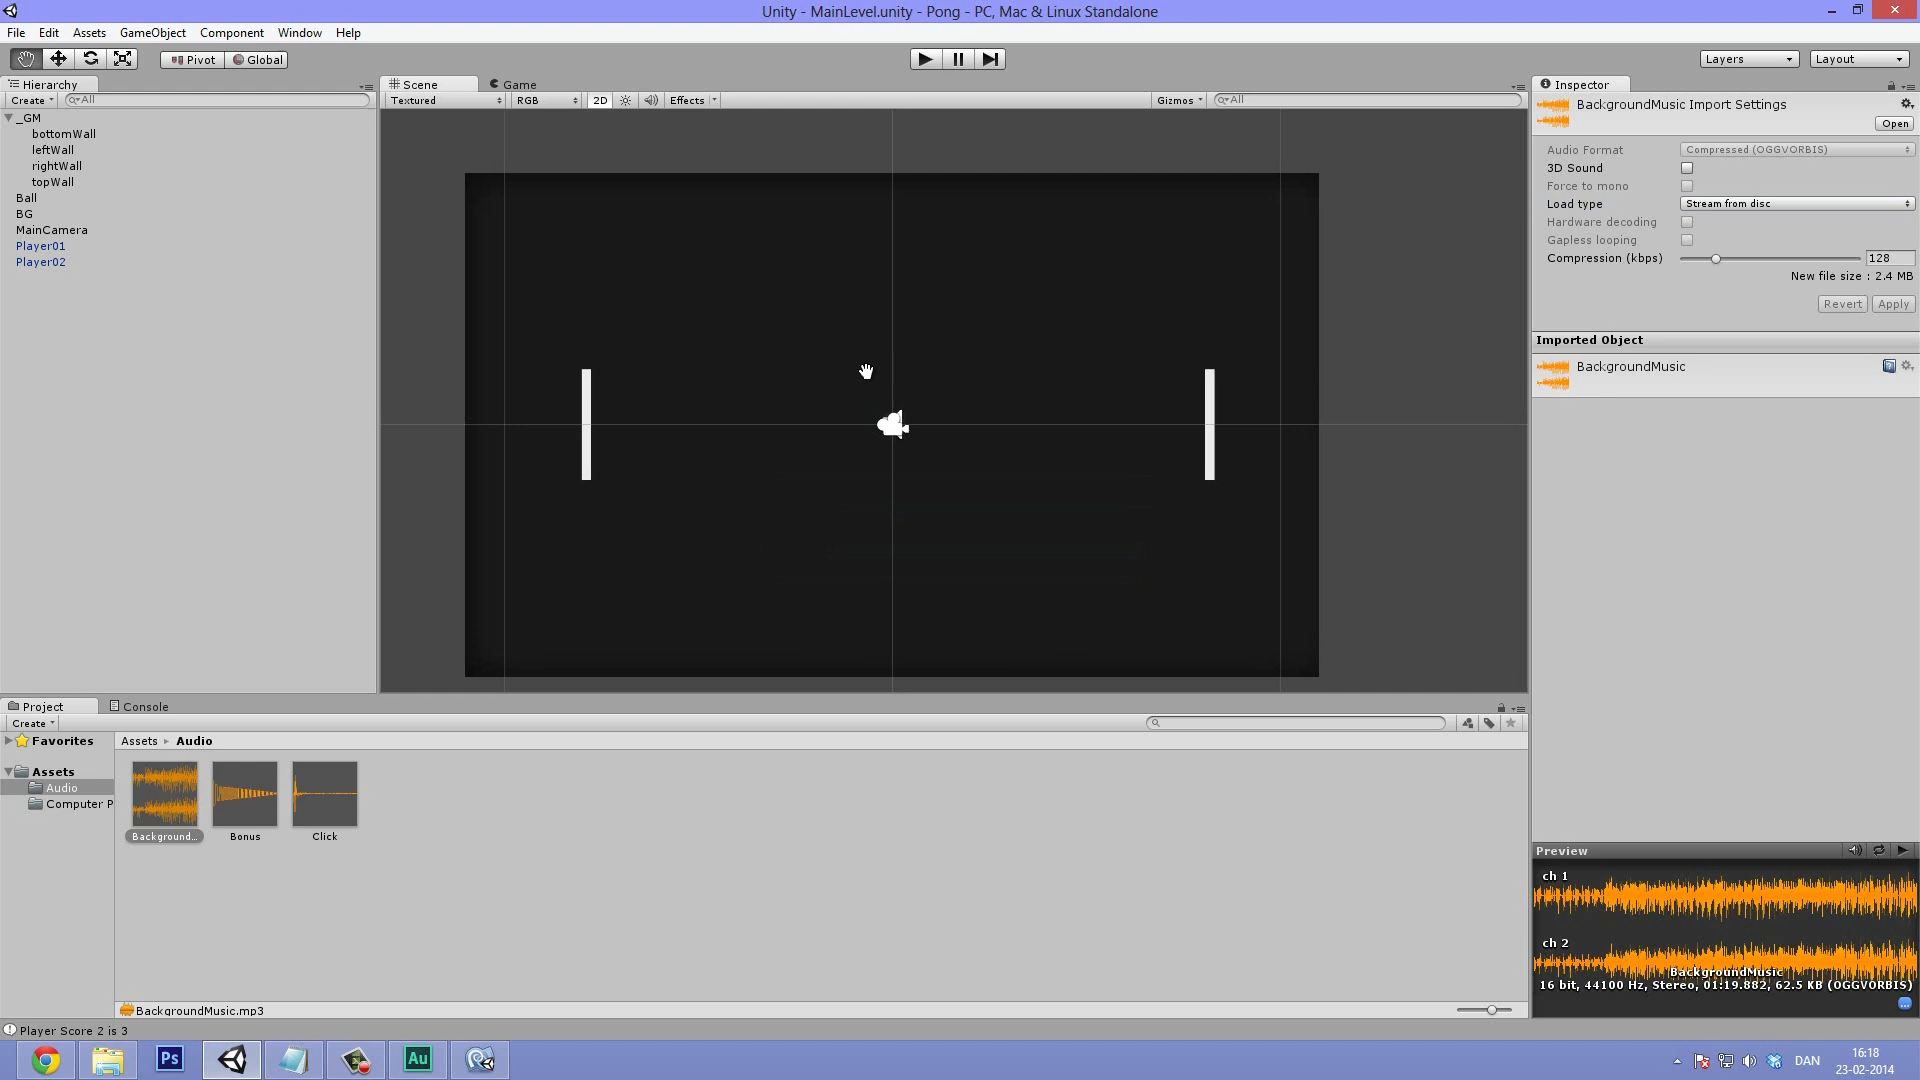 Unity - MainLevel.unity - Pong - PC, Mac & Linux Standalone
File Edit Assets GameObject Component Window Help
Pivot Global Layers Layout
Hierarchy
Create All
_GM
bottomWall
leftWall
rightWall
topWall
Ball
BG
MainCamera
Player01
Player02
Scene Game
Textured RGB 2D Effects Gizmos All
Inspector
BackgroundMusic Import Settings
Open
Audio Format Compressed (OGGVORBIS)
3D Sound
Force to mono
Load type Stream from disc
Hardware decoding
Gapless looping
Compression (kbps) 128
New file size : 2.4 MB
Revert Apply
Imported Object
BackgroundMusic
Project Console
Create
Favorites
Assets
Audio
Computer P
Assets Audio
Background...
Bonus
Click
BackgroundMusic.mp3
Preview
ch 1
ch 2
BackgroundMusic
16 bit, 44100 Hz, Stereo, 01:19.882, 62.5 KB (OGGVORBIS)
Player Score 2 is 3
Ps
Au
DAN
16:18
23-02-2014